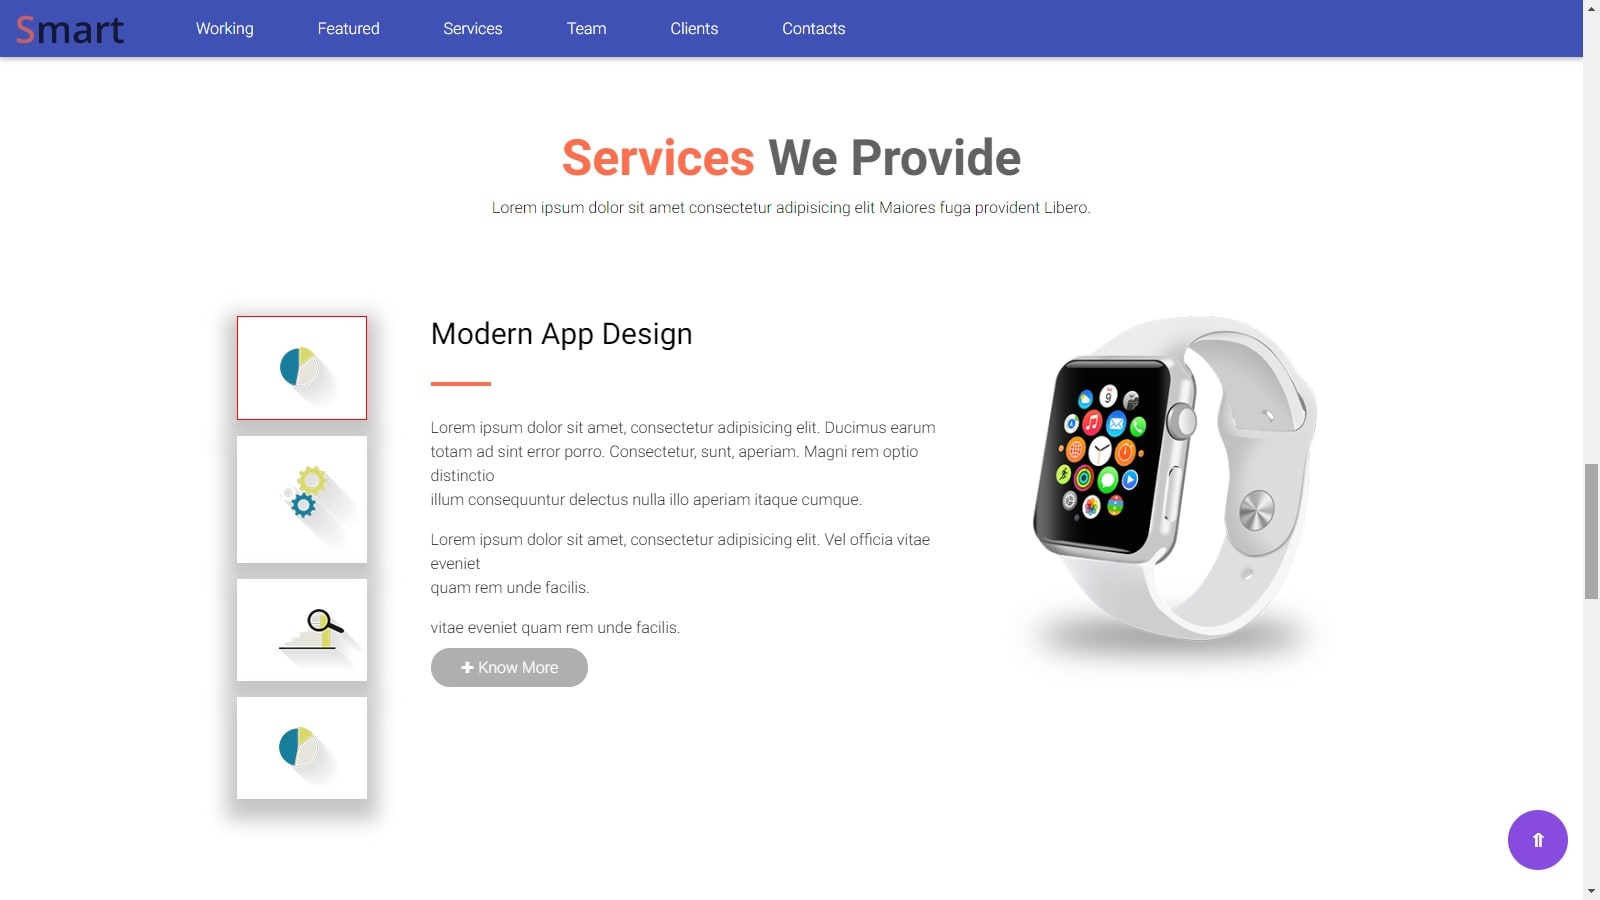 Smart
Working
Featured
Services
Team
Clients
Contacts
Services We Provide
Lorem ipsum dolor sit amet consectetur adipisicing elit Maiores fuga provident Libero.
Modern App Design
Lorem ipsum dolor sit amet, consectetur adipisicing elit. Ducimus earum
totam ad sint error porro. Consectetur, sunt, aperiam. Magni rem optio
distinctio
illum consequuntur delectus nulla illo aperiam itaque cumque.
Lorem ipsum dolor sit amet, consectetur adipisicing elit. Vel officia vitae
eveniet
quam rem unde facilis.
vitae eveniet quam rem unde facilis.
Know More
9